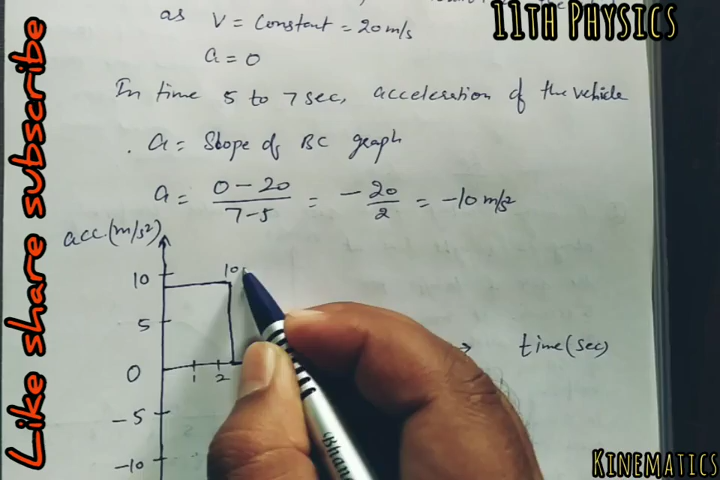 11th Physics
as V = Constant = 20 m/s
a = 0
In time 5 to 7 sec, acceleration of the vehicle
a = Slope of BC graph
a = 0 - 20 / 7 - 5 = - 20 / 2 = -10 m/s²
acc (m/s²)
10
10
5
0
1 2
time (sec)
-5
-10
Like share subscribe
Kinematics